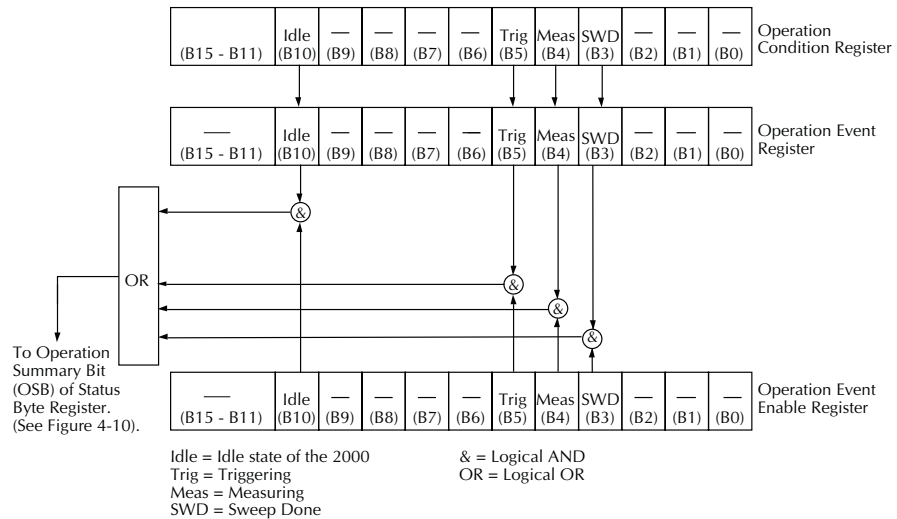 Idle — — — — Trig Meas SWD — — —
(B15 - B11) (B10) (B9) (B8) (B7) (B6) (B5) (B4) (B3) (B2) (B1) (B0)
Operation
Condition Register
— Idle — — — — Trig Meas SWD — — —
(B15 - B11) (B10) (B9) (B8) (B7) (B6) (B5) (B4) (B3) (B2) (B1) (B0)
Operation Event
Register
&
OR
&
&
&
To Operation
Summary Bit
(OSB) of Status
Byte Register.
(See Figure 4-10).
— Idle — — — — Trig Meas SWD — — —
(B15 - B11) (B10) (B9) (B8) (B7) (B6) (B5) (B4) (B3) (B2) (B1) (B0)
Operation Event
Enable Register
Idle = Idle state of the 2000
Trig = Triggering
Meas = Measuring
SWD = Sweep Done
& = Logical AND
OR = Logical OR